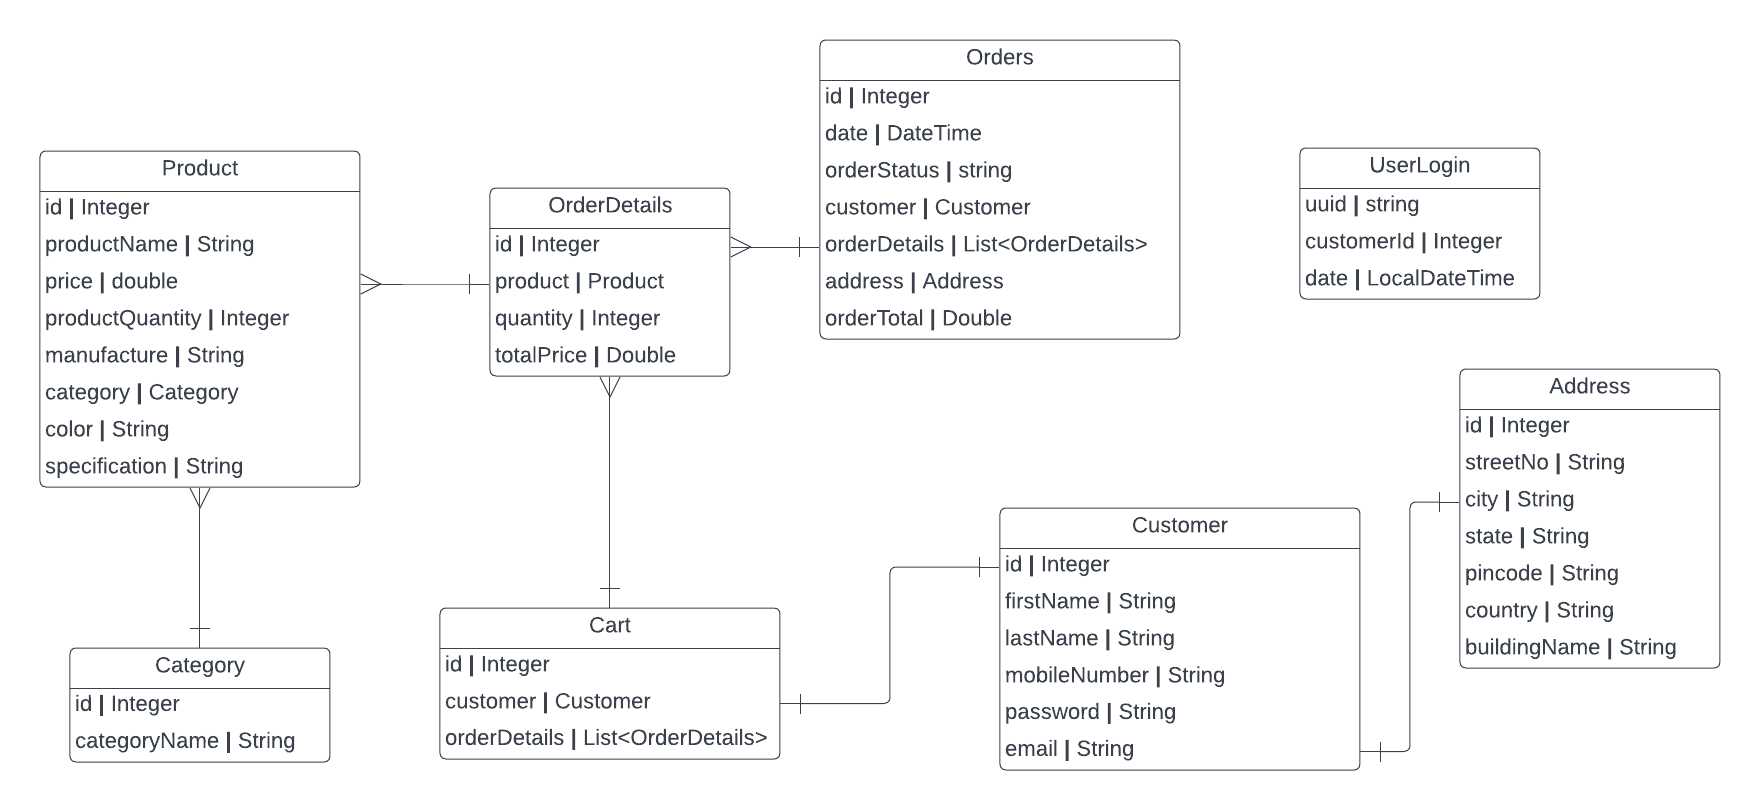 Product
id | Integer
productName | String
price | double
productQuantity | Integer
manufacture | String
category | Category
color | String
specification | String
Category
id | Integer
categoryName | String
OrderDetails
id | Integer
product | Product
quantity | Integer
totalPrice | Double
Cart
id | Integer
customer | Customer
orderDetails | List<OrderDetails>
Orders
id | Integer
date | DateTime
orderStatus | string
customer | Customer
orderDetails | List<OrderDetails>
address | Address
orderTotal | Double
Customer
id | Integer
firstName | String
lastName | String
mobileNumber | String
password | String
email | String
UserLogin
uuid | string
customerId | Integer
date | LocalDateTime
Address
id | Integer
streetNo | String
city | String
state | String
pincode | String
country | String
buildingName | String